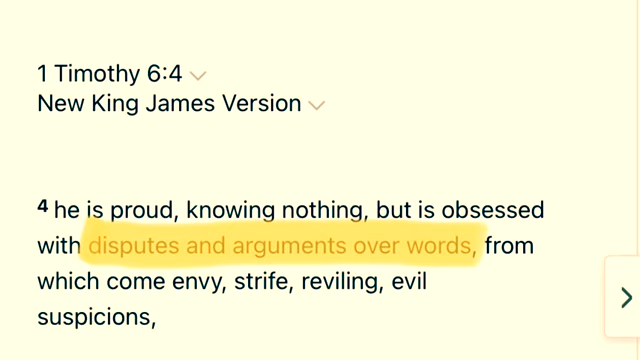 1 Timothy 6:4
New King James Version
4 he is proud, knowing nothing, but is obsessed
with disputes and arguments over words, from
which come envy, strife, reviling, evil
suspicions,